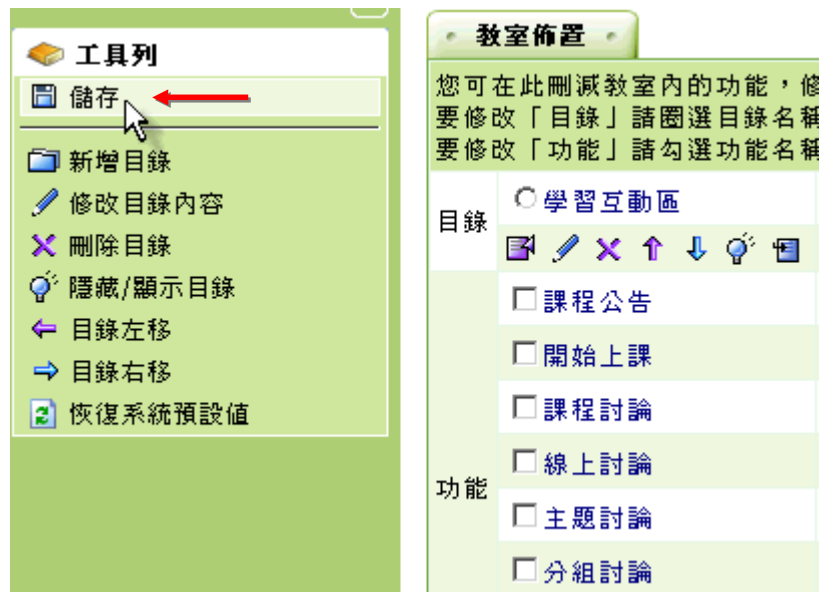 工具列
儲存
新增目錄
修改目錄內容
刪除目錄
隱藏/顯示目錄
目錄左移
目錄右移
恢復系統預設值
教室佈置
您可在此刪減教室內的功能，修
要修改「目錄」請圈選目錄名稱
要修改「功能」請勾選功能名稱
目錄
學習互動區
功能
課程公告
開始上課
課程討論
線上討論
主題討論
分組討論